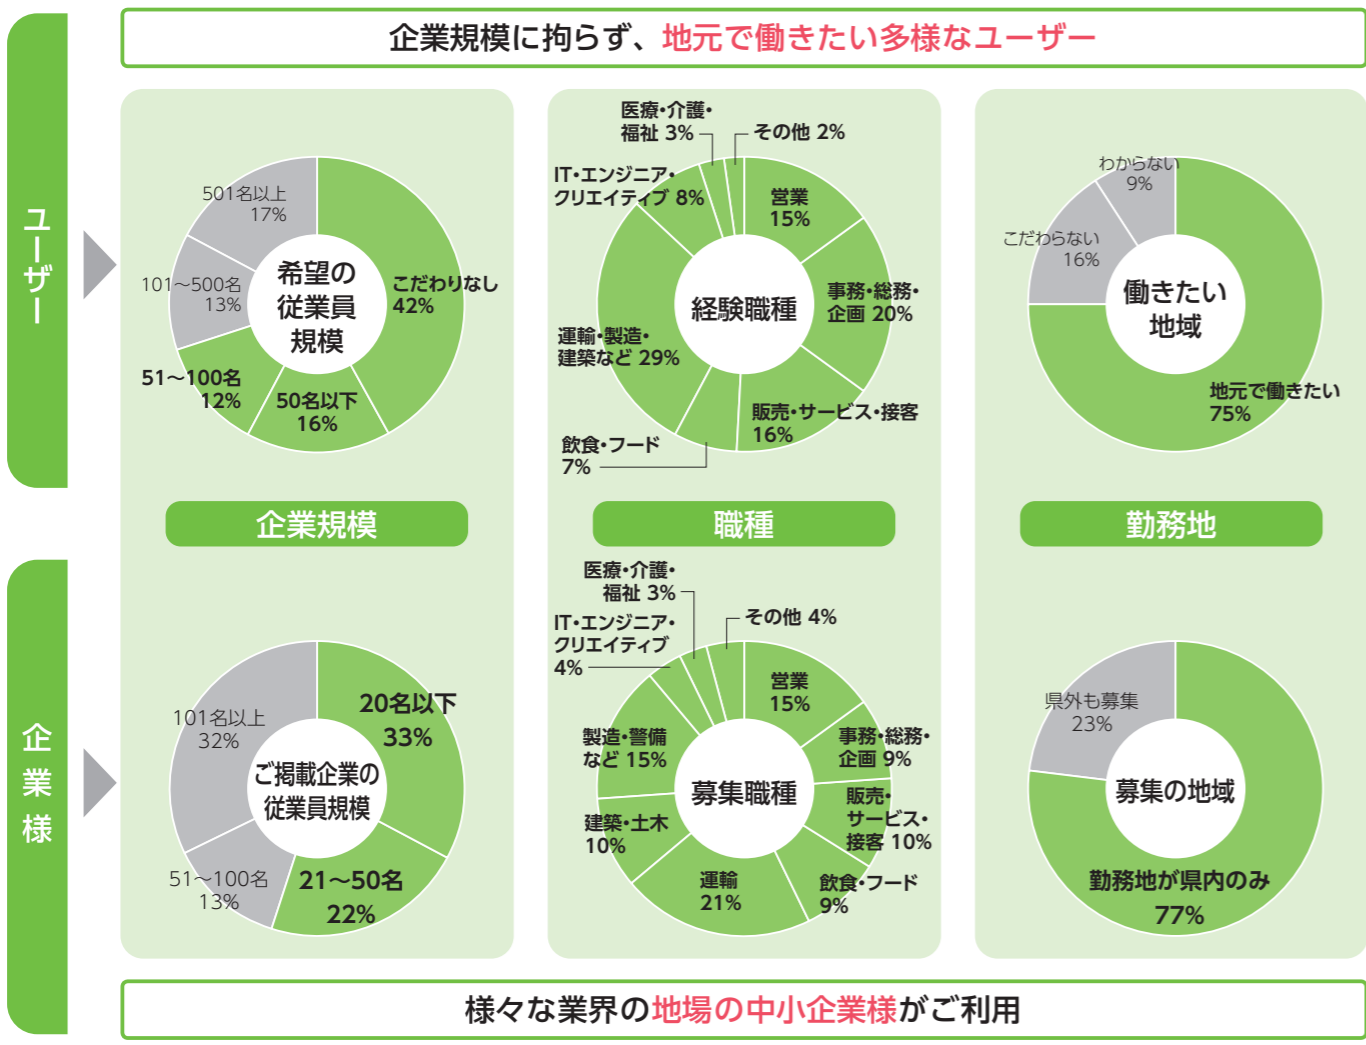 企業規模に拘らず、地元で働きたい多様なユーザー
ユーザー
501名以上
17%
101～500名
13%
51～100名
12%
50名以下
16%
こだわりなし
42%
希望の
従業員
規模
医療・介護・
福祉 3%
その他 2%
IT・エンジニア・
クリエイティブ 8%
営業
15%
事務・総務・
企画 20%
運輸・製造・
建築など 29%
販売・サービス・接客
16%
飲食・フード
7%
経験職種
わからない
9%
こだわらない
16%
地元で働きたい
75%
働きたい
地域
企業規模
職種
勤務地
企業様
101名以上
32%
20名以下
33%
51～100名
13%
21～50名
22%
ご掲載企業の
従業員規模
医療・介護・
福祉 3%
その他 4%
IT・エンジニア・
クリエイティブ
4%
営業
15%
製造・警備
など 15%
事務・総務・
企画 9%
建築・土木
10%
販売・
サービス・
接客 10%
運輸
21%
飲食・フード
9%
募集職種
県外も募集
23%
募集の地域
勤務地が県内のみ
77%
様々な業界の地場の中小企業様がご利用